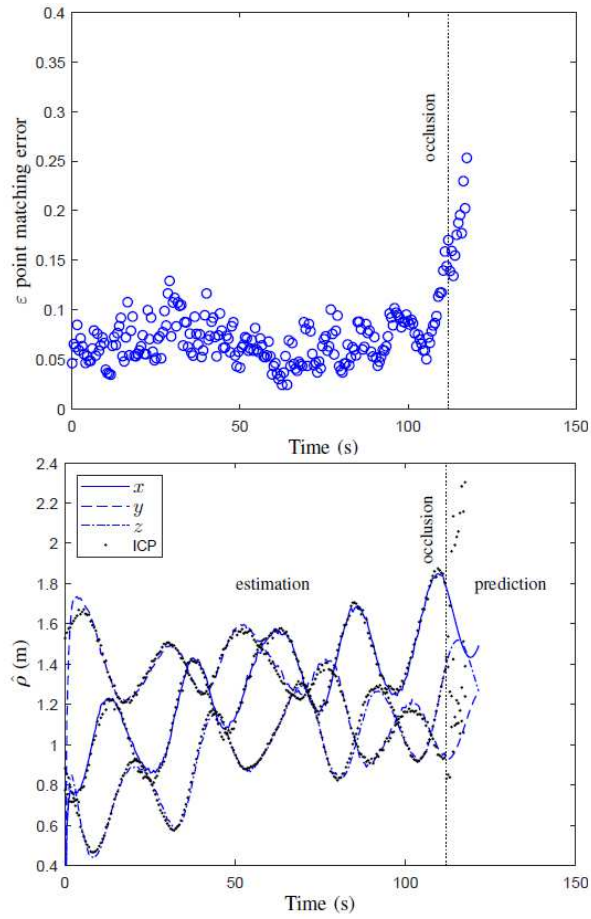 0.4
0.35
0.3
0.25
0.2
0.15
0.1
0.05
0
ε point matching error
occlusion
0 50 100 150
Time (s)
2.4
2.2
2
1.8
1.6
1.4
1.2
1
0.8
0.6
0.4
ρ̂ (m)
x
y
z
ICP
estimation
occlusion
prediction
0 50 100 150
Time (s)